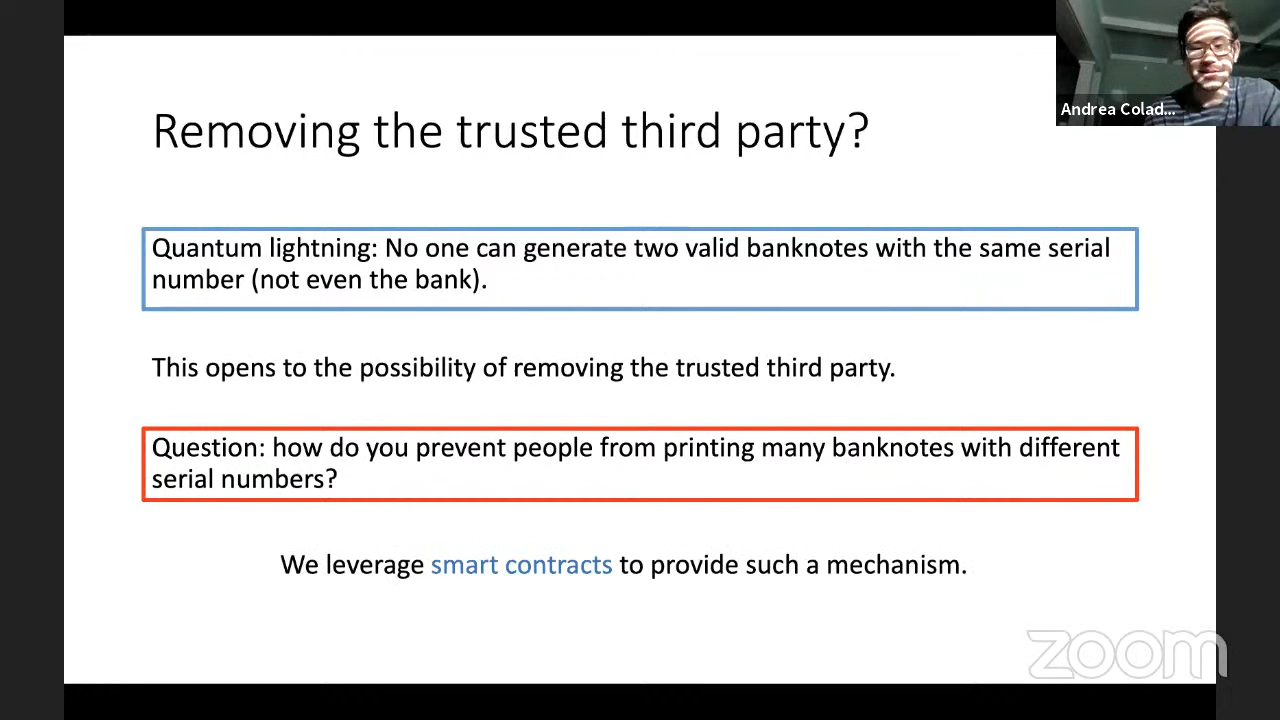 Andrea Colad...
Removing the trusted third party?
Quantum lightning: No one can generate two valid banknotes with the same serial
number (not even the bank).
This opens to the possibility of removing the trusted third party.
Question: how do you prevent people from printing many banknotes with different
serial numbers?
We leverage smart contracts to provide such a mechanism.
zoom